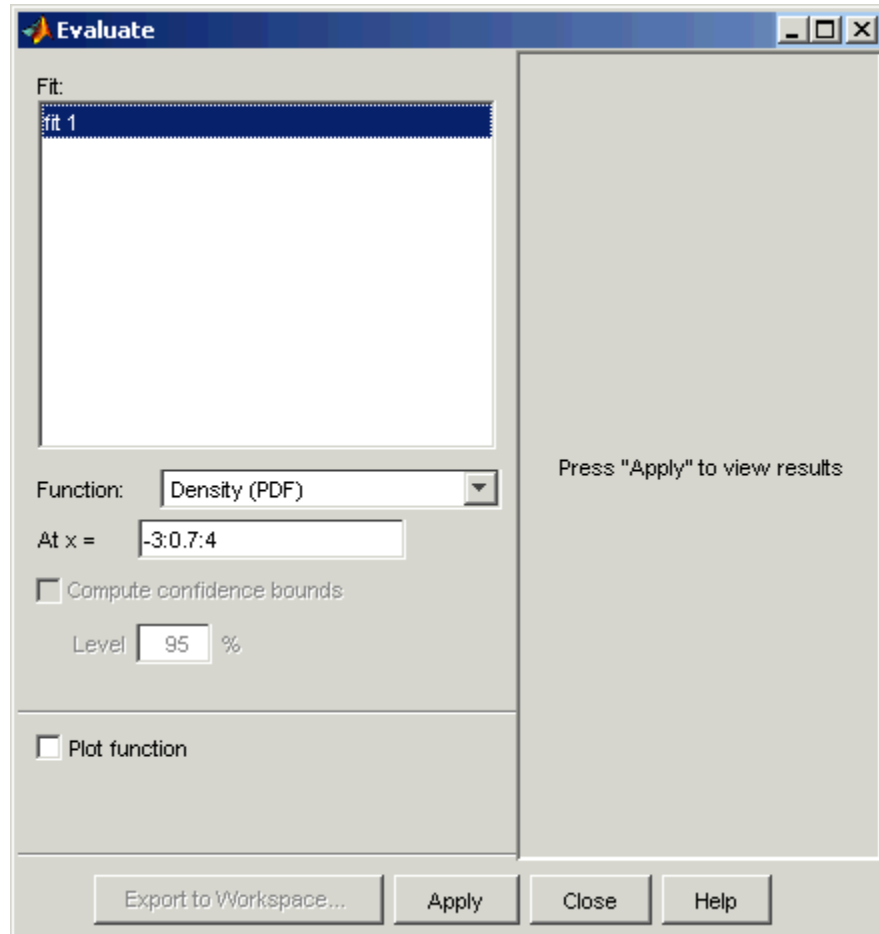 Evaluate
Fit:
fit 1
Function: Density (PDF)
At x = -3:0.7:4
Compute confidence bounds
Level 95 %
Plot function
Press "Apply" to view results
Export to Workspace... Apply Close Help